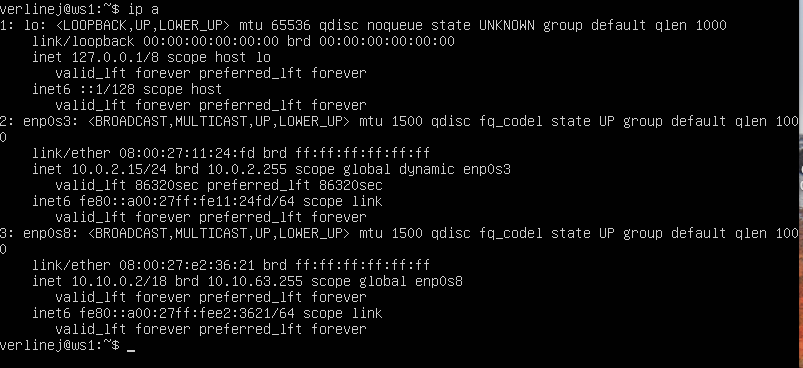 verlinej@ws1:~$ ip a
1: lo: <LOOPBACK,UP,LOWER_UP> mtu 65536 qdisc noqueue state UNKNOWN group default qlen 1000
    link/loopback 00:00:00:00:00:00 brd 00:00:00:00:00:00
    inet 127.0.0.1/8 scope host lo
       valid_lft forever preferred_lft forever
    inet6 ::1/128 scope host
       valid_lft forever preferred_lft forever
2: enp0s3: <BROADCAST,MULTICAST,UP,LOWER_UP> mtu 1500 qdisc fq_codel state UP group default qlen 100
0
    link/ether 08:00:27:11:24:fd brd ff:ff:ff:ff:ff:ff
    inet 10.0.2.15/24 brd 10.0.2.255 scope global dynamic enp0s3
       valid_lft 86320sec preferred_lft 86320sec
    inet6 fe80::a00:27ff:fe11:24fd/64 scope link
       valid_lft forever preferred_lft forever
3: enp0s8: <BROADCAST,MULTICAST,UP,LOWER_UP> mtu 1500 qdisc fq_codel state UP group default qlen 100
0
    link/ether 08:00:27:e2:36:21 brd ff:ff:ff:ff:ff:ff
    inet 10.10.0.2/18 brd 10.10.63.255 scope global enp0s8
       valid_lft forever preferred_lft forever
    inet6 fe80::a00:27ff:fee2:3621/64 scope link
       valid_lft forever preferred_lft forever
verlinej@ws1:~$ _